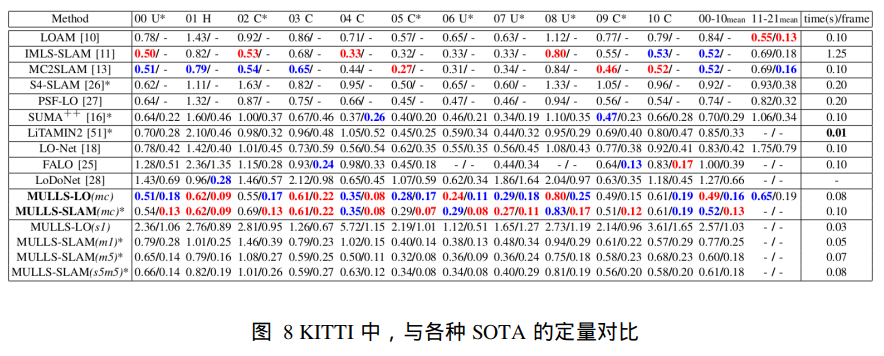 Method 00 U* 01 H 02 C* 03 C 04 C 05 C* 06 U* 07 U* 08 U* 09 C* 10 C 00-10mean 11-21mean time(s)/frame
LOAM [10] 0.78/ - 1.43/ - 0.92/ - 0.86/ - 0.71/ - 0.57/ - 0.65/ - 0.63/ - 1.12/ - 0.77/ - 0.79/ - 0.84/ - 0.55/0.13 0.10
IMLS-SLAM [11] 0.50/ - 0.82/ - 0.53/ - 0.68/ - 0.33/ - 0.32/ - 0.33/ - 0.33/ - 0.80/ - 0.55/ - 0.53/ - 0.52/ - 0.69/0.18 1.25
MC2SLAM [13] 0.51/ - 0.79/ - 0.54/ - 0.65/ - 0.44/ - 0.27/ - 0.31/ - 0.34/ - 0.84/ - 0.46/ - 0.52/ - 0.52/ - 0.69/0.16 0.10
S4-SLAM [26]* 0.62/ - 1.11/ - 1.63/ - 0.82/ - 0.95/ - 0.50/ - 0.65/ - 0.60/ - 1.33/ - 1.05/ - 0.96/ - 0.92/ - 0.93/0.38 0.20
PSF-LO [27] 0.64/ - 1.32/ - 0.87/ - 0.75/ - 0.66/ - 0.45/ - 0.47/ - 0.46/ - 0.94/ - 0.56/ - 0.54/ - 0.74/ - 0.82/0.32 0.20
SUMA++ [16]* 0.64/0.22 1.60/0.46 1.00/0.37 0.67/0.46 0.37/0.26 0.40/0.20 0.46/0.21 0.34/0.19 1.10/0.35 0.47/0.23 0.66/0.28 0.70/0.29 1.06/0.34 0.10
LiTAMIN2 [51]* 0.70/0.28 2.10/0.46 0.98/0.32 0.96/0.48 1.05/0.52 0.45/0.25 0.59/0.34 0.44/0.32 0.95/0.29 0.69/0.40 0.80/0.47 0.85/0.33 - / - 0.01
LO-Net [18] 0.78/0.42 1.42/0.40 1.01/0.45 0.73/0.59 0.56/0.54 0.62/0.35 0.55/0.35 0.56/0.45 1.08/0.43 0.77/0.38 0.92/0.41 0.83/0.42 1.75/0.79 0.10
FALO [25] 1.28/0.51 2.36/1.35 1.15/0.28 0.93/0.24 0.98/0.33 0.45/0.18 - / - 0.44/0.34 - / - 0.64/0.13 0.83/0.17 1.00/0.39 - / - 0.10
LoDoNet [28] 1.43/0.69 0.96/0.28 1.46/0.57 2.12/0.98 0.65/0.45 1.07/0.59 0.62/0.34 1.86/1.64 2.04/0.97 0.63/0.35 1.18/0.45 1.27/0.66 - / - -
MULLS-LO(mc) 0.51/0.18 0.62/0.09 0.55/0.17 0.61/0.22 0.35/0.08 0.28/0.17 0.24/0.11 0.29/0.18 0.80/0.25 0.49/0.15 0.61/0.19 0.49/0.16 0.65/0.19 0.08
MULLS-SLAM(mc)* 0.54/0.13 0.62/0.09 0.69/0.13 0.61/0.22 0.35/0.08 0.29/0.07 0.29/0.08 0.27/0.11 0.83/0.17 0.51/0.12 0.61/0.19 0.52/0.13 - / - 0.10
MULLS-LO(s1) 2.36/1.06 2.76/0.89 2.81/0.95 1.26/0.67 5.72/1.15 2.19/1.01 1.12/0.51 1.65/1.27 2.73/1.19 2.14/0.96 3.61/1.65 2.57/1.03 - / - 0.03
MULLS-SLAM(m1)* 0.79/0.28 1.01/0.25 1.46/0.39 0.79/0.23 1.02/0.15 0.40/0.14 0.38/0.13 0.48/0.34 0.94/0.29 0.61/0.22 0.57/0.29 0.77/0.25 - / - 0.05
MULLS-SLAM(m5)* 0.65/0.14 0.79/0.16 1.08/0.27 0.59/0.25 0.50/0.11 0.32/0.08 0.36/0.09 0.36/0.24 0.75/0.18 0.58/0.23 0.68/0.23 0.60/0.18 - / - 0.07
MULLS-SLAM(s5m5)* 0.66/0.14 0.82/0.19 1.01/0.26 0.59/0.27 0.63/0.12 0.34/0.08 0.34/0.08 0.40/0.29 0.81/0.19 0.56/0.20 0.58/0.20 0.61/0.18 - / - 0.08
图 8 KITTI 中，与各种 SOTA 的定量对比